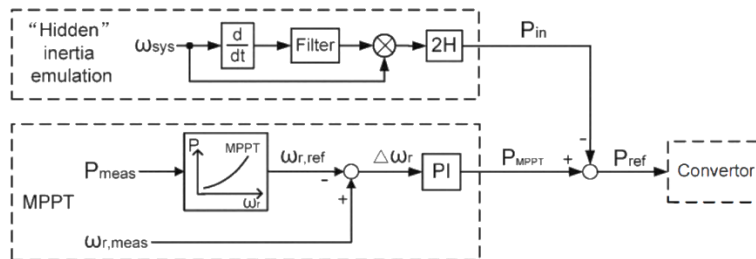 “Hidden”
inertia
emulation
ωsys
d
dt
Filter
2H
Pin
-
MPPT
Pmeas
P
MPPT
ωr
ωr,ref
-
+
△ωr
PI
PMPPT
+
Pref
Convertor
ωr,meas